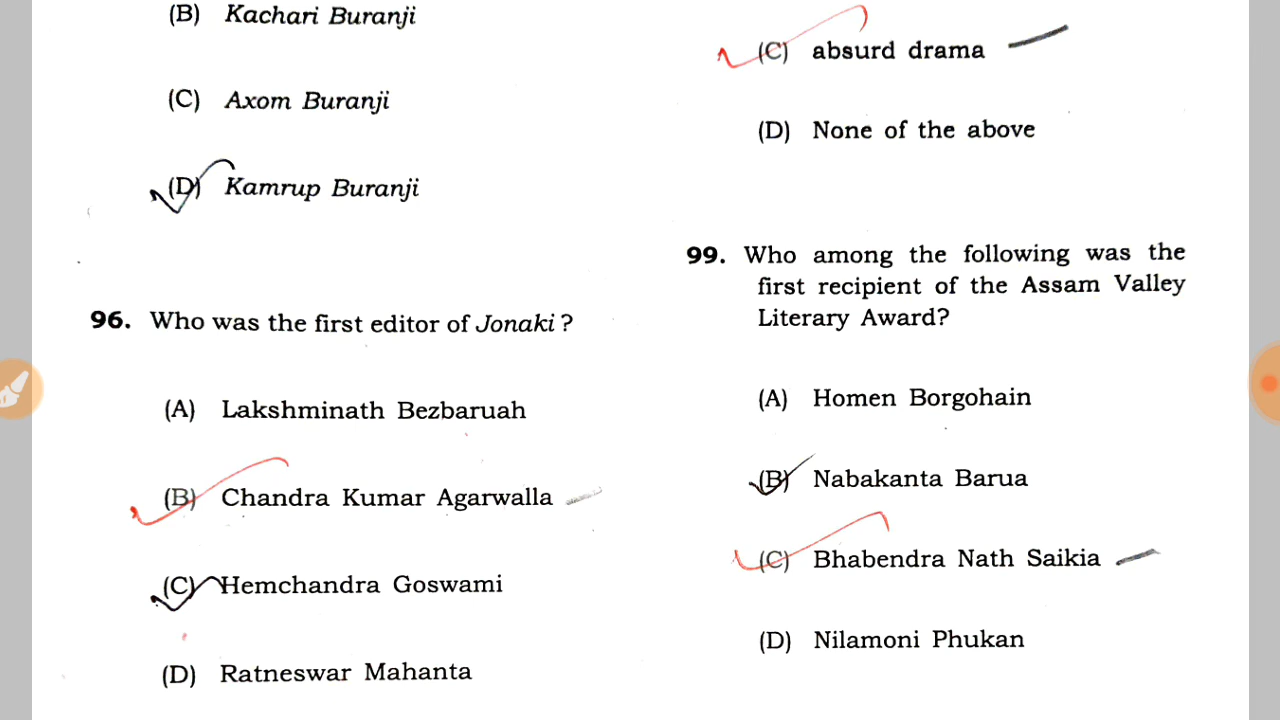 (B) Kachari Buranji
(C) Axom Buranji
(D) Kamrup Buranji
96. Who was the first editor of Jonaki ?
(A) Lakshminath Bezbaruah
(B) Chandra Kumar Agarwalla
(C) Hemchandra Goswami
(D) Ratneswar Mahanta
(C) absurd drama
(D) None of the above
99. Who among the following was the
first recipient of the Assam Valley
Literary Award?
(A) Homen Borgohain
(B) Nabakanta Barua
(C) Bhabendra Nath Saikia
(D) Nilamoni Phukan